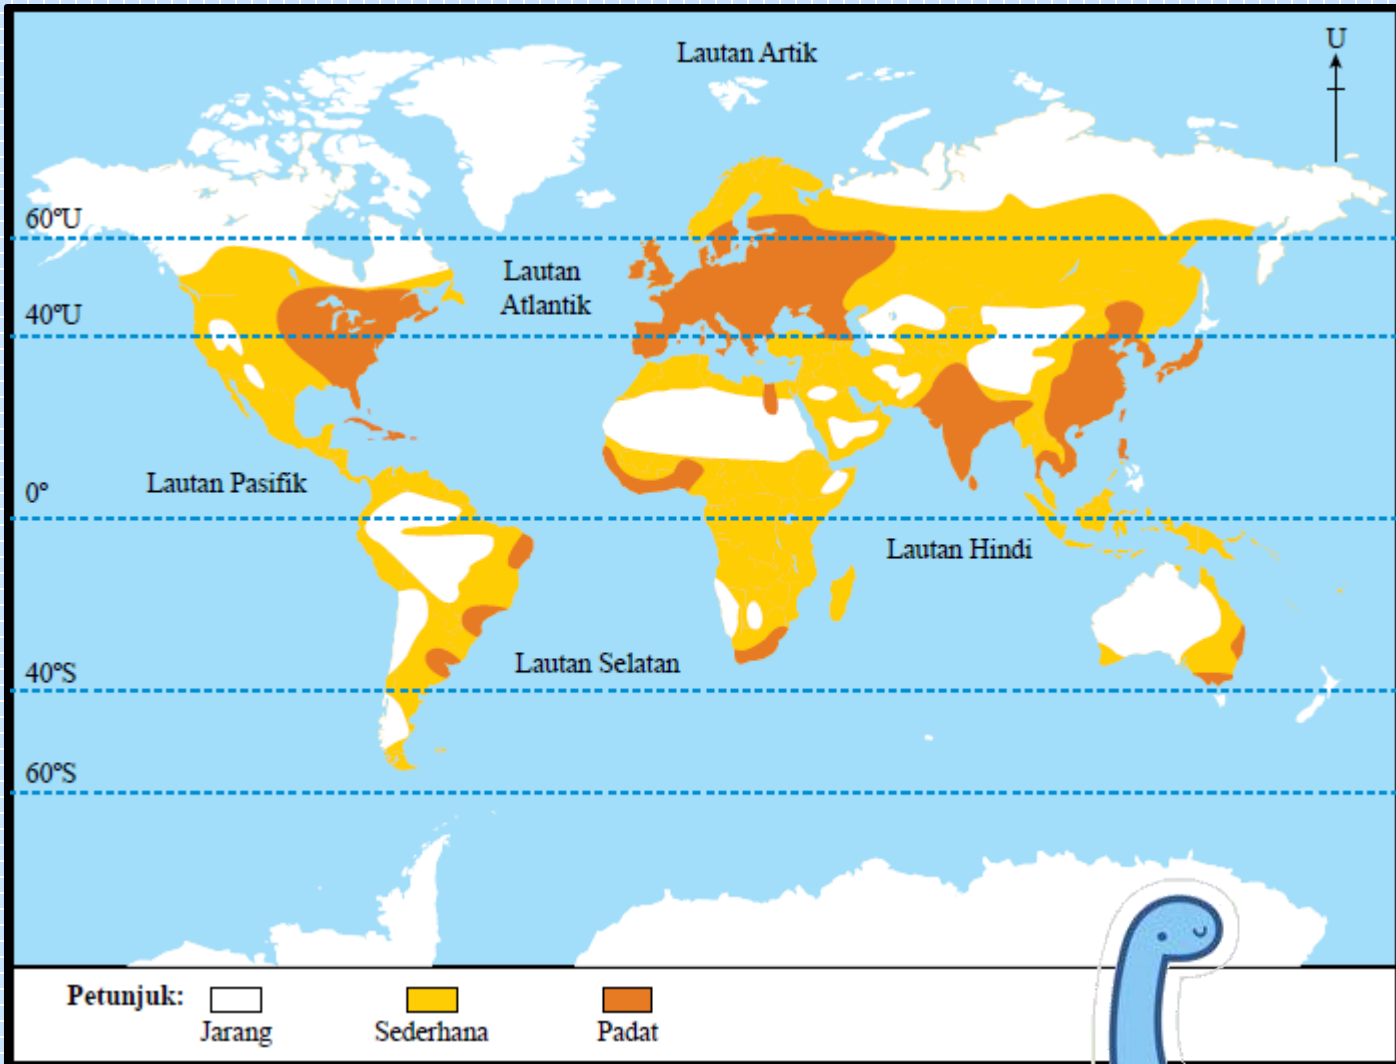 Lautan Artik
U
60°U
Lautan
Atlantik
40°U
Lautan Pasifik
0°
Lautan Hindi
Lautan Selatan
40°S
60°S
Petunjuk:
Jarang
Sederhana
Padat